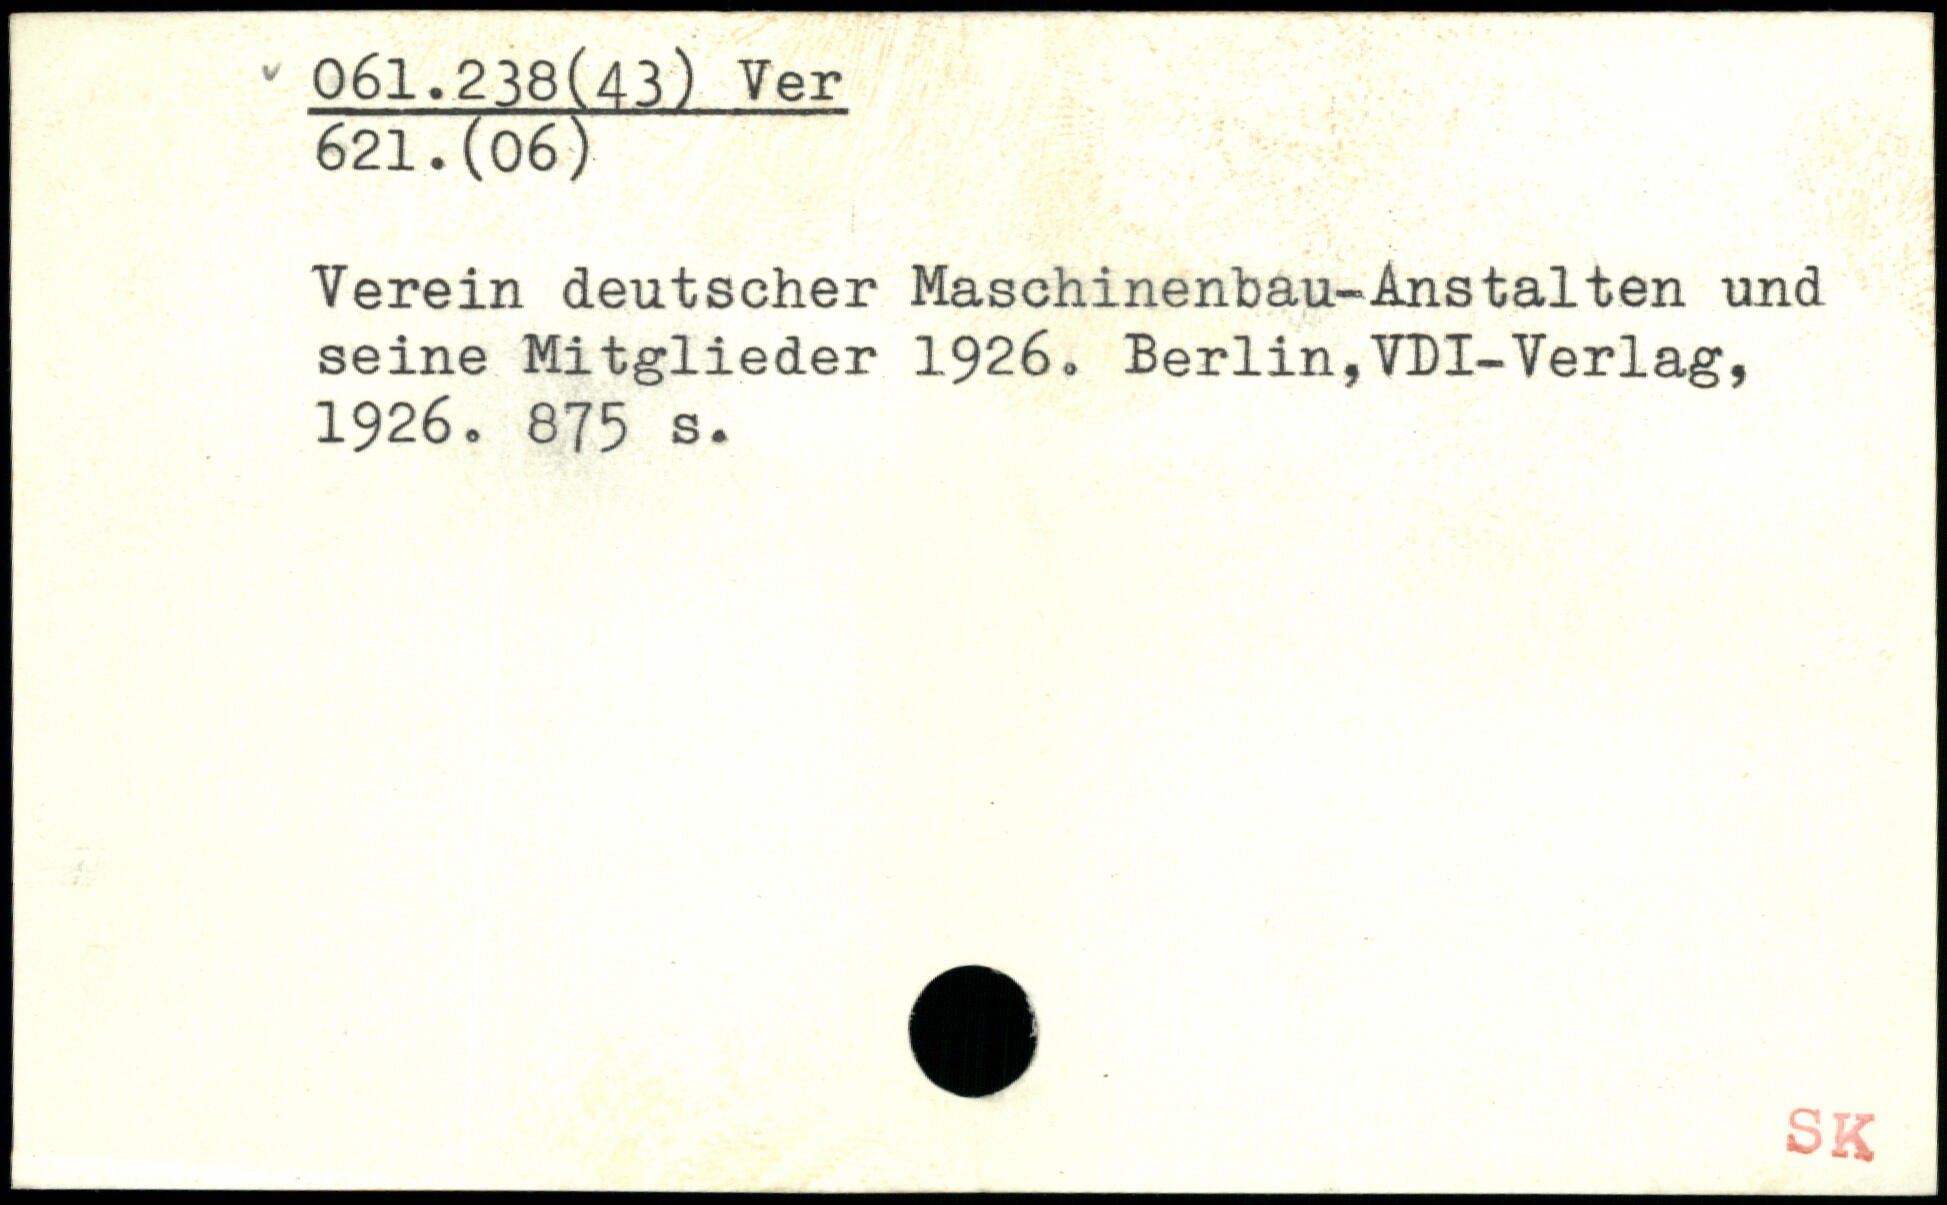 061.238(43) Ver
621.(06)
Verein deutscher Maschinenbau-Anstalten und
seine Mitglieder 1926. Berlin,VDI-Verlag,
1926. 875 s.
SK